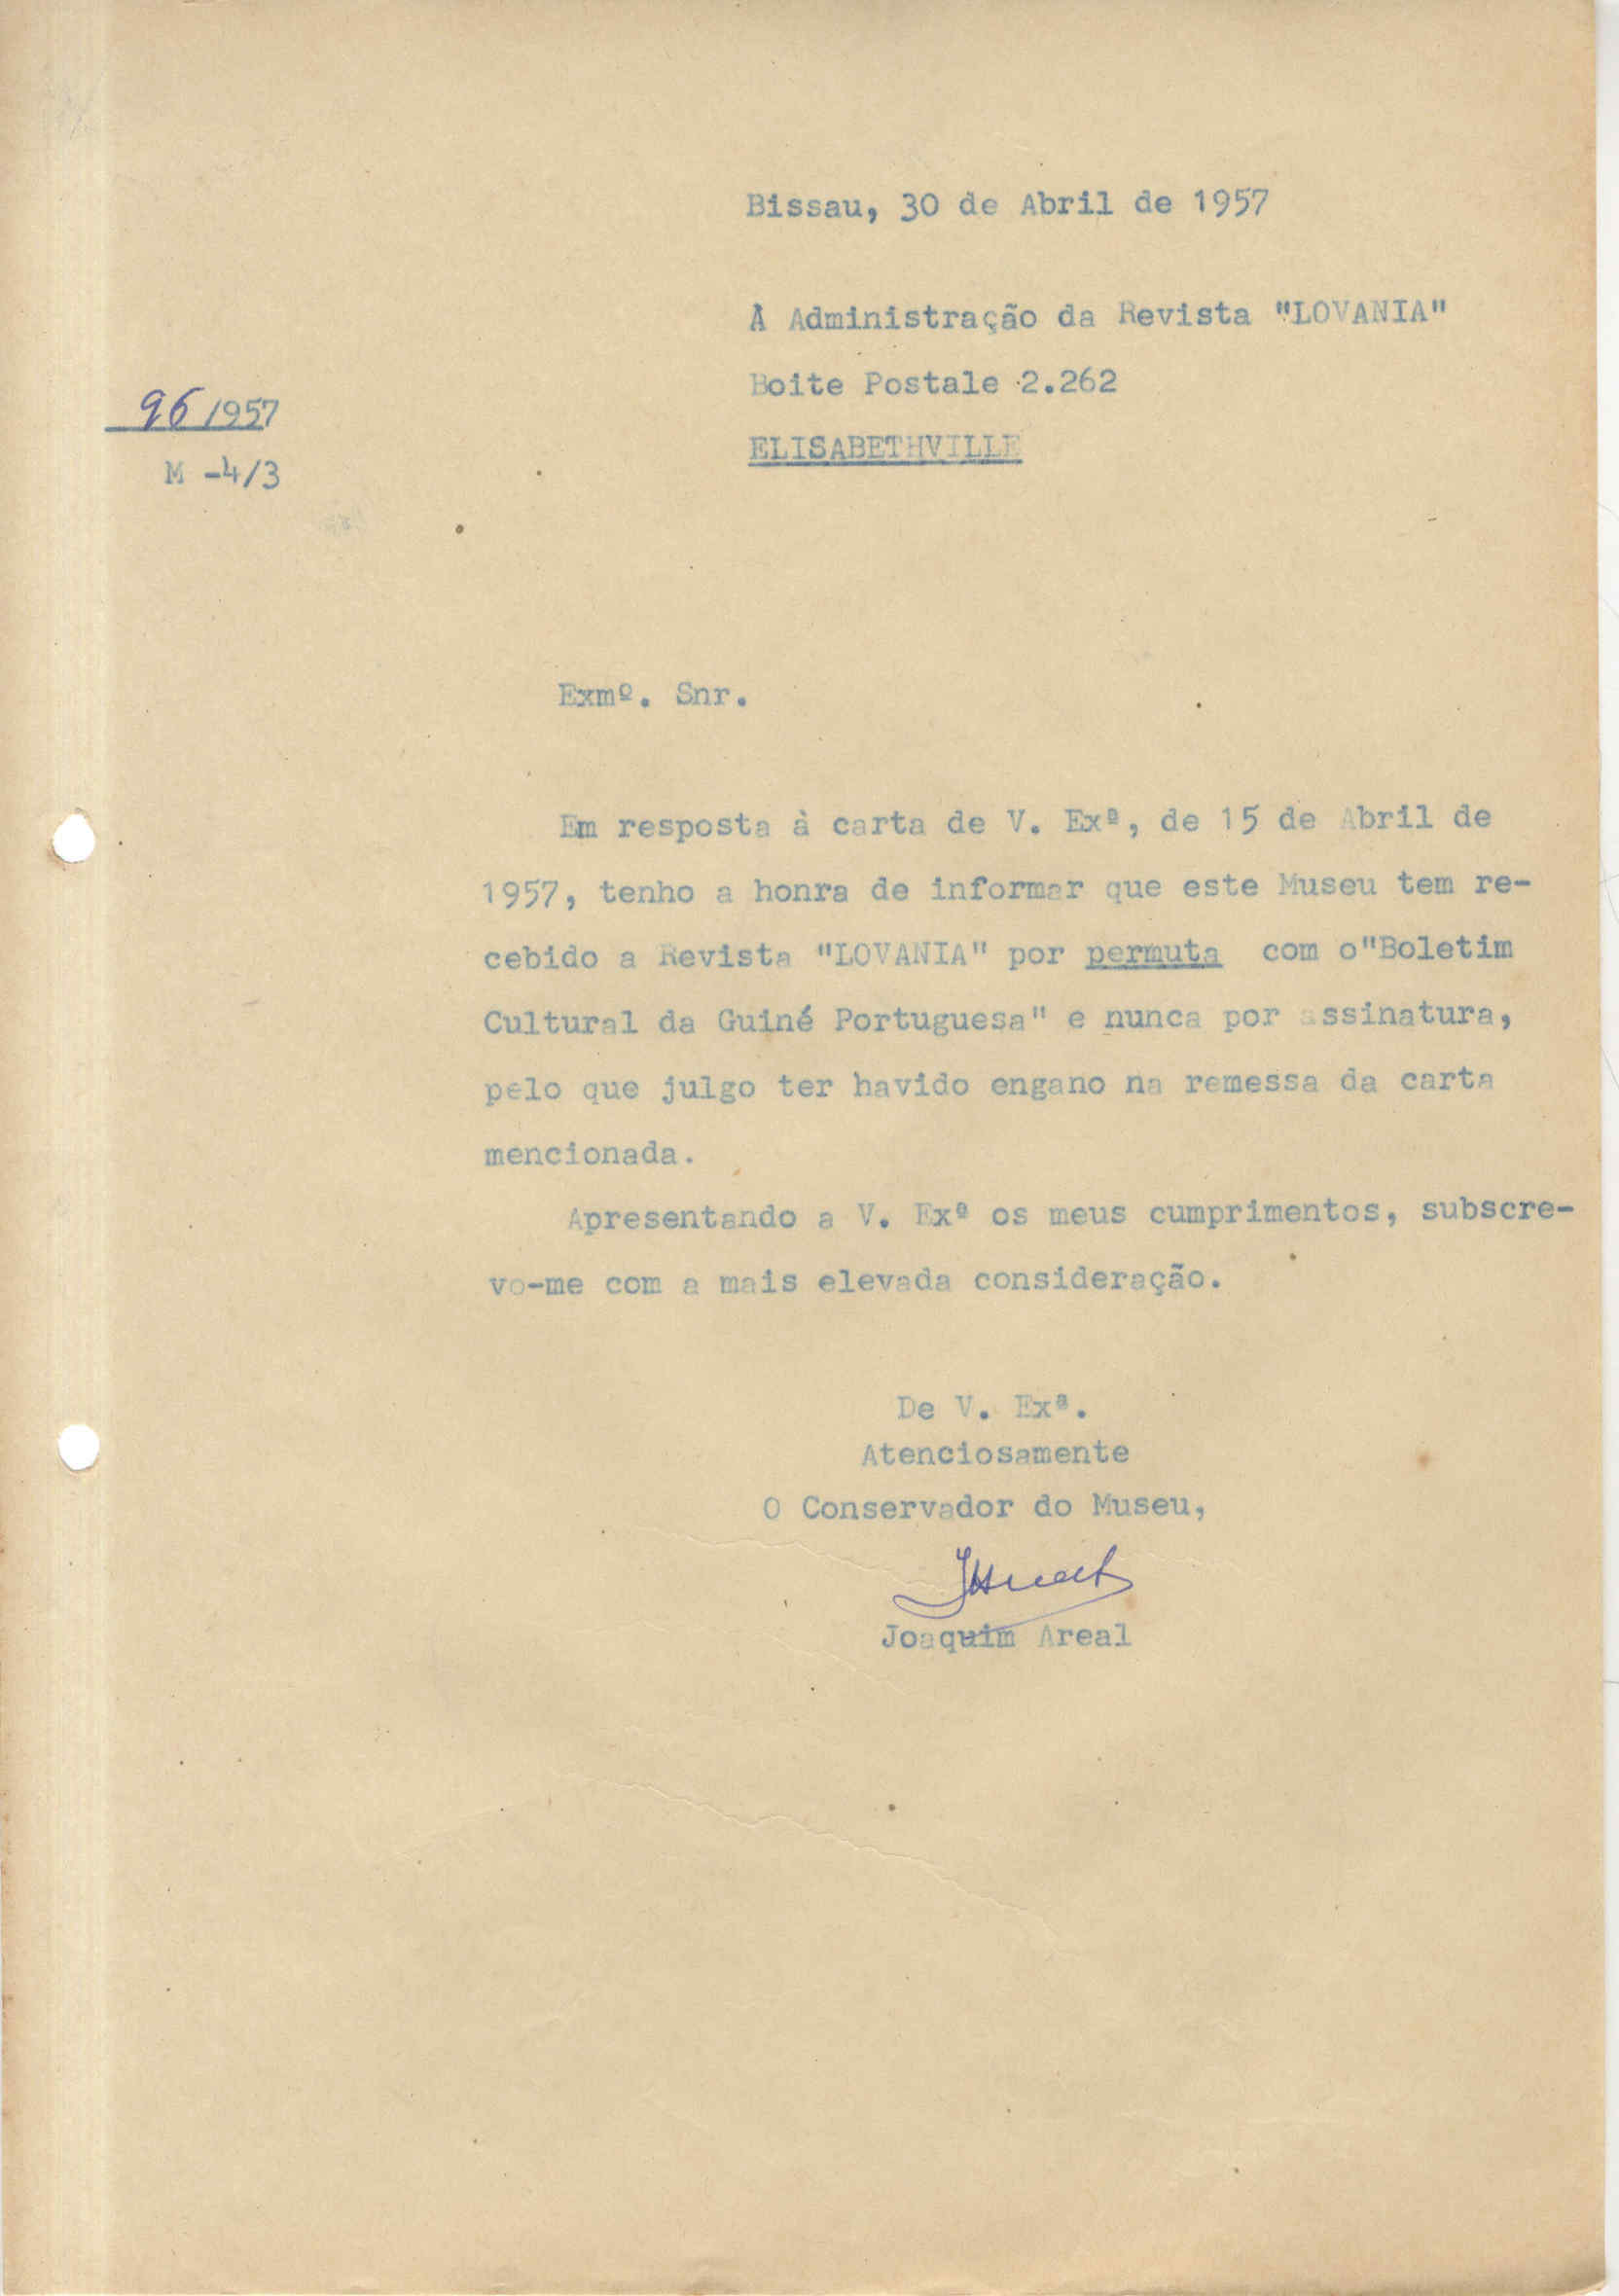 Bissau, 30 de Abril de 1957
À Administração da Revista "LOVANIA"
Boite Postale 2.262
ELISABETHVILLE
96/1957
M -4/3
Exmº. Snr.
Em resposta à carta de V. Exª, de 15 de Abril de
1957, tenho a honra de informar que este Museu tem re-
cebido a Revista "LOVANIA" por permuta com o"Boletim
Cultural da Guiné Portuguesa" e nunca por assinatura,
pelo que julgo ter havido engano na remessa da carta
mencionada.
Apresentando a V. Exª os meus cumprimentos, subscre-
vo-me com a mais elevada consideração.
De V. Exª.
Atenciosamente
O Conservador do Museu,
Joaquim Areal